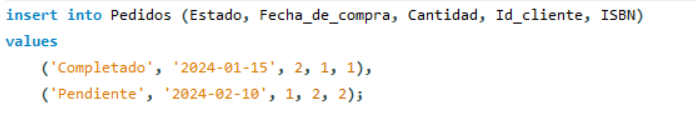 insert into Pedidos (Estado, Fecha_de_compra, Cantidad, Id_cliente, ISBN)
values
('Completado', '2024-01-15', 2, 1, 1),
('Pendiente', '2024-02-10', 1, 2, 2);